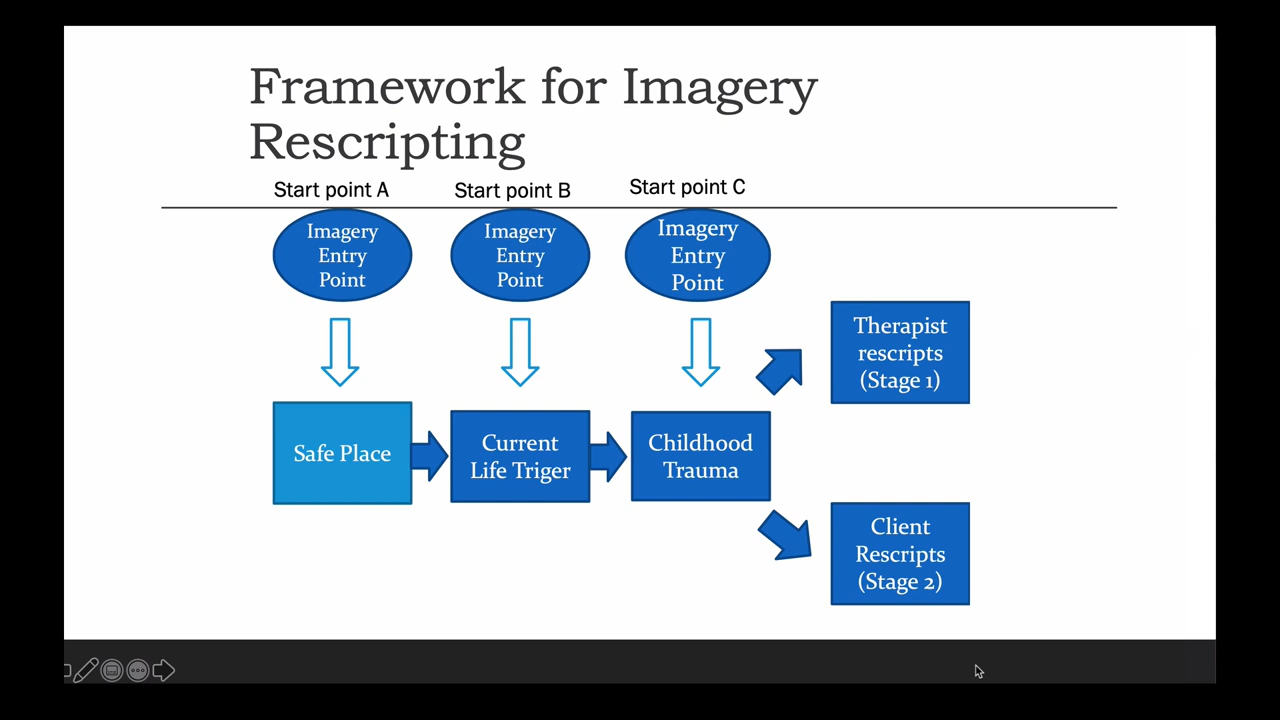 Framework for Imagery
Rescripting
Start point A
Start point B
Start point C
Imagery
Entry
Point
Imagery
Entry
Point
Imagery
Entry
Point
Safe Place
Current
Life Triger
Childhood
Trauma
Therapist
rescripts
(Stage 1)
Client
Rescripts
(Stage 2)